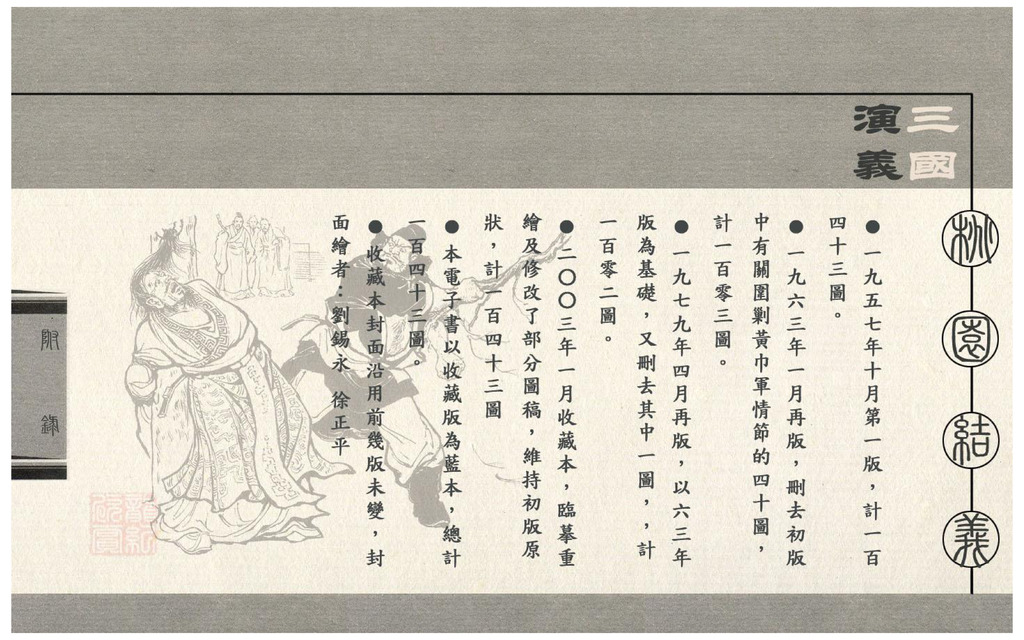 三國
演義
桃園結義
●一九五七年十月第一版，計一百
四十三圖。
●一九六三年一月再版，刪去初版
中有關圍剿黃巾軍情節的四十圖，
計一百零三圖。
●一九七九年四月再版，以六三年
版為基礎，又刪去其中一圖，，計
一百零二圖。
●二〇〇三年一月收藏本，臨摹重
繪及修改了部分圖稿，維持初版原
狀，計一百四十三圖
●本電子書以收藏版為藍本，總計
一百四十三圖。
●收藏本封面沿用前幾版未變，封
面繪者：劉錫永 徐正平
附錄